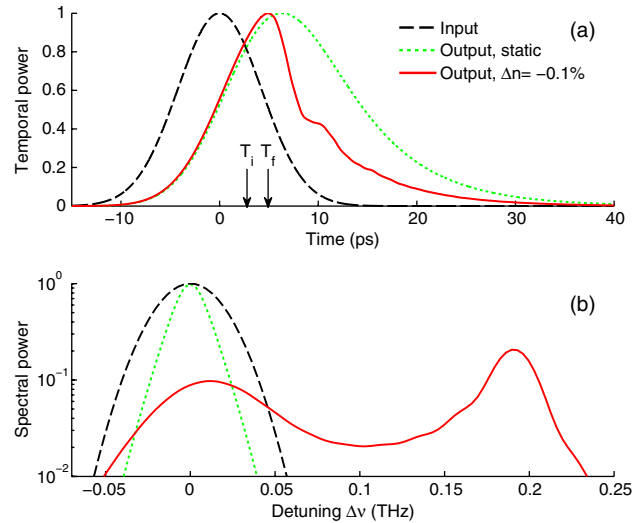 (a)
Input
Output, static
Output, Δn= −0.1%
Temporal power
1
0.8
0.6
0.4
0.2
0
T_i T_f
−10 0 10 20 30 40
Time (ps)
(b)
Spectral power
10^0
10^−1
10^−2
−0.05 0 0.05 0.1 0.15 0.2 0.25
Detuning Δν (THz)